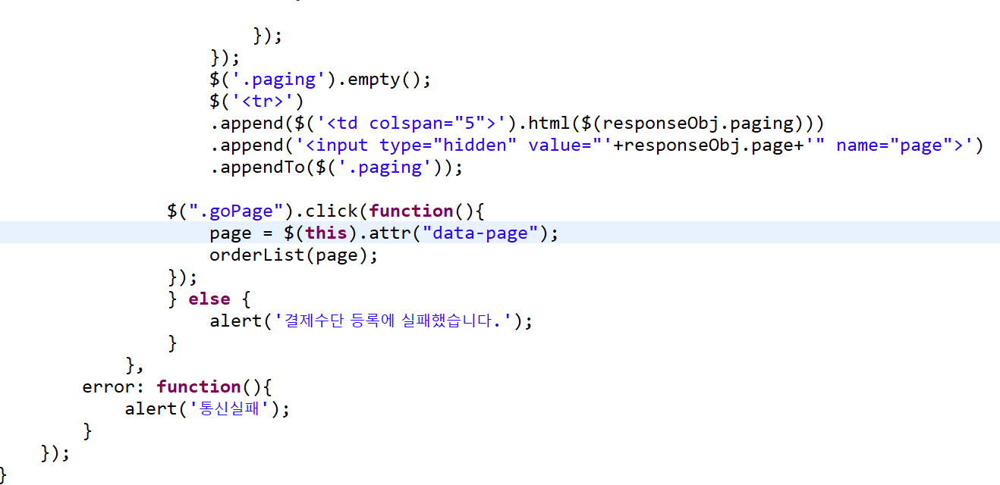 });
});
$('.paging').empty();
$('<tr>')
.append($('<td colspan="5">').html($(responseObj.paging)))
.append('<input type="hidden" value="'+responseObj.page+'" name="page">')
.appendTo($('.paging'));
$(".goPage").click(function(){
page = $(this).attr("data-page");
orderList(page);
});
} else {
alert('결제수단 등록에 실패했습니다.');
}
},
error: function(){
alert('통신실패');
}
});
}